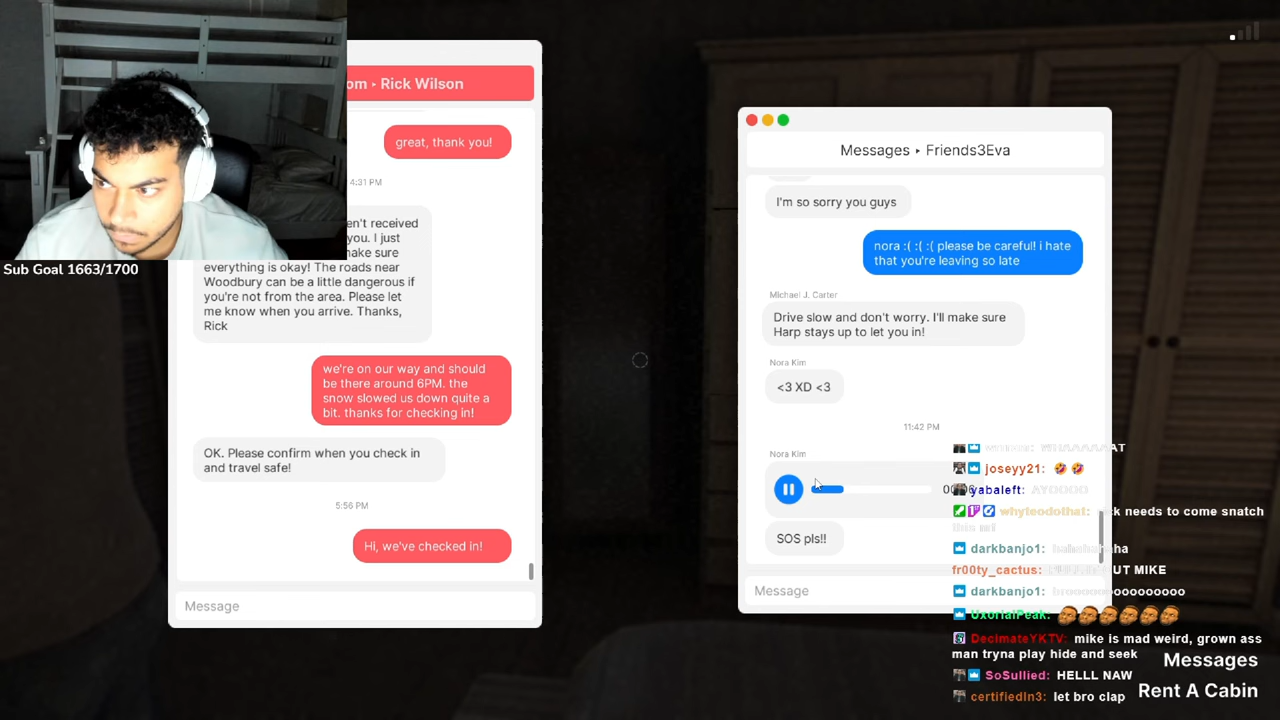 om ▸ Rick Wilson
great, thank you!
4:31 PM
en't received
you. I just
ake sure
everything is okay! The roads near
Woodbury can be a little dangerous if
you're not from the area. Please let
me know when you arrive. Thanks,
Rick
we're on our way and should
be there around 6PM. the
snow slowed us down quite a
bit. thanks for checking in!
OK. Please confirm when you check in
and travel safe!
5:56 PM
Hi, we've checked in!
Message
Sub Goal 1663/1700
Messages ▸ Friends3Eva
I'm so sorry you guys
nora :( :( :( please be careful! i hate
that you're leaving so late
Michael J. Carter
Drive slow and don't worry. I'll make sure
Harp stays up to let you in!
Nora Kim
<3 XD <3
11:42 PM
Nora Kim
SOS pls!!
Message
joseyy21: 🤣 🤣
yabaleft: AYOOOO
needs to come snatch
darkbanjo1:
fr00ty_cactus: UT MIKE
darkbanjo1:
UxorialPeak:
DecimateYKTV: mike is mad weird, grown ass
man tryna play hide and seek
SoSullied: HELLL NAW
certifiedIn3: let bro clap
Messages
Rent A Cabin